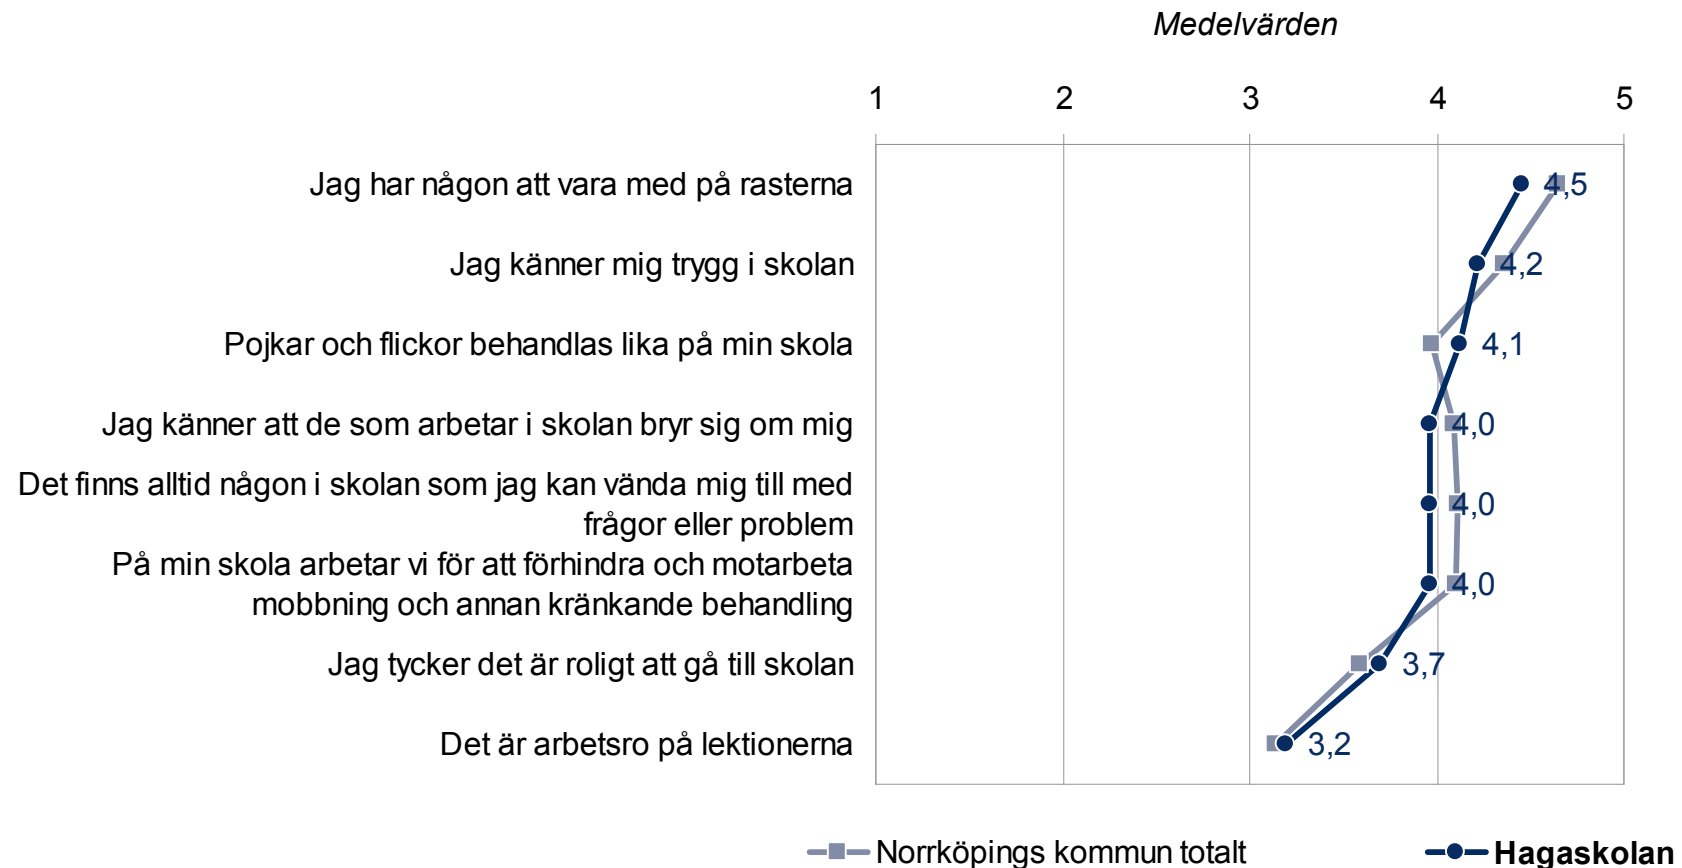 Medelvärden
1 2 3 4 5
Jag har någon att vara med på rasterna 4,5
Jag känner mig trygg i skolan 4,2
Pojkar och flickor behandlas lika på min skola 4,1
Jag känner att de som arbetar i skolan bryr sig om mig 4,0
Det finns alltid någon i skolan som jag kan vända mig till med 4,0
frågor eller problem
På min skola arbetar vi för att förhindra och motarbeta 4,0
mobbning och annan kränkande behandling
Jag tycker det är roligt att gå till skolan 3,7
Det är arbetsro på lektionerna 3,2
Norrköpings kommun totalt Hagaskolan